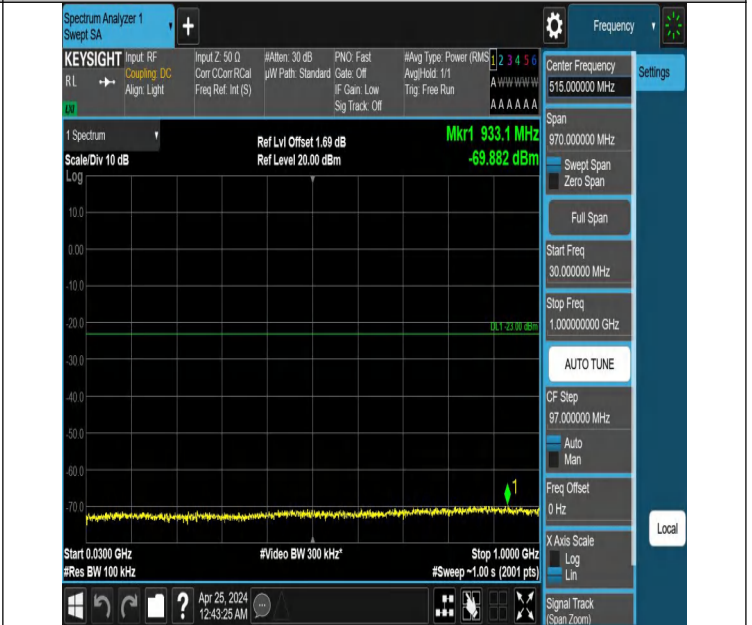 Spectrum Analyzer 1
Swept SA
+
Frequency
KEYSIGHT
RL
Input: RF
Coupling: DC
Align: Light
Input Z: 50 Ω
Corr CCorr RCal
Freq Ref: Int (S)
#Atten: 30 dB
µW Path: Standard
PNO: Fast
Gate: Off
IF Gain: Low
Sig Track: Off
#Avg Type: Power (RMS
Avg|Hold: 1/1
Trig: Free Run
1 2 3 4 5 6
A W W W W W
A A A A A A
1 Spectrum
Scale/Div 10 dB
Log
Ref Lvl Offset 1.69 dB
Ref Level 20.00 dBm
Mkr1 933.1 MHz
-69.882 dBm
10.0
0.00
-10.0
-20.0
DL1 -23.00 dBm
-30.0
-40.0
-50.0
-60.0
1
-70.0
Start 0.0300 GHz
#Video BW 300 kHz*
Stop 1.0000 GHz
#Res BW 100 kHz
#Sweep ~1.00 s (2001 pts)
?
Apr 25, 2024
12:43:25 AM
Center Frequency
515.000000 MHz
Settings
Span
970.000000 MHz
Swept Span
Zero Span
Full Span
Start Freq
30.000000 MHz
Stop Freq
1.000000000 GHz
AUTO TUNE
CF Step
97.000000 MHz
Auto
Man
Freq Offset
0 Hz
Local
X Axis Scale
Log
Lin
Signal Track
(Span Zoom)